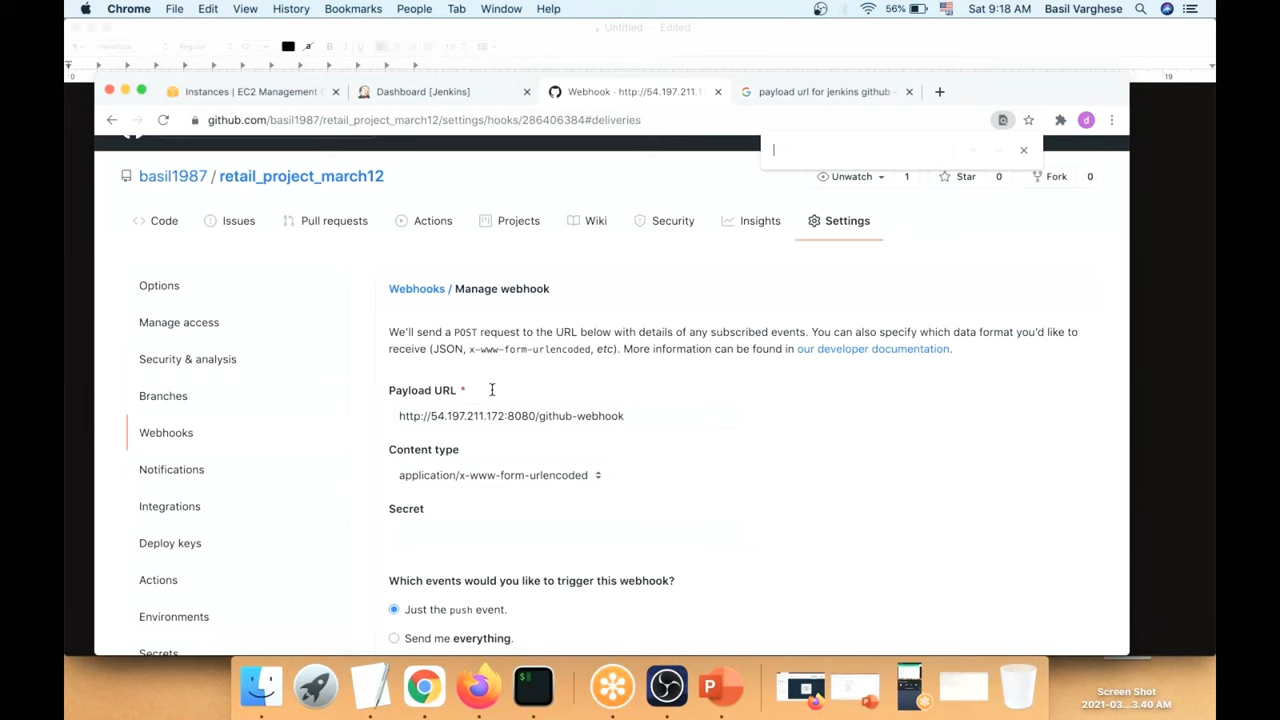 Chrome File Edit View History Bookmarks People Tab Window Help 56% Sat 9:18 AM Basil Varghese
Untitled — Edited
Helvetica Regular 12
0 19
Instances | EC2 Management Dashboard [Jenkins] Webhook · http://54.197.211.1 payload url for jenkins github
github.com/basil1987/retail_project_march12/settings/hooks/286406384#deliveries
basil1987 / retail_project_march12 Unwatch 1 Star 0 Fork 0
Code Issues Pull requests Actions Projects Wiki Security Insights Settings
Options
Manage access
Security & analysis
Branches
Webhooks
Notifications
Integrations
Deploy keys
Actions
Environments
Secrets
Webhooks / Manage webhook
We'll send a POST request to the URL below with details of any subscribed events. You can also specify which data format you'd like to
receive (JSON, x-www-form-urlencoded, etc). More information can be found in our developer documentation.
Payload URL *
http://54.197.211.172:8080/github-webhook
Content type
application/x-www-form-urlencoded
Secret
Which events would you like to trigger this webhook?
Just the push event.
Send me everything.
Screen Shot
2021-03...3.40 AM